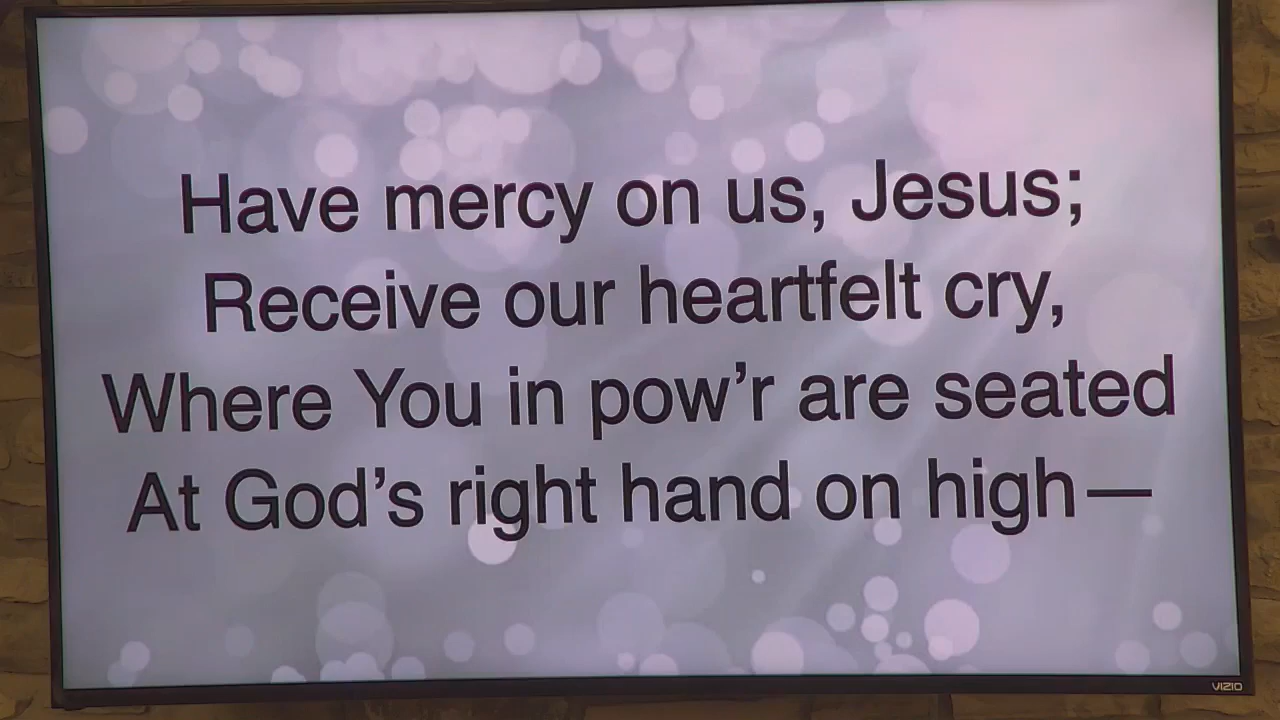 Have mercy on us, Jesus;
Receive our heartfelt cry,
Where You in pow’r are seated
At God’s right hand on high—
VIZIO